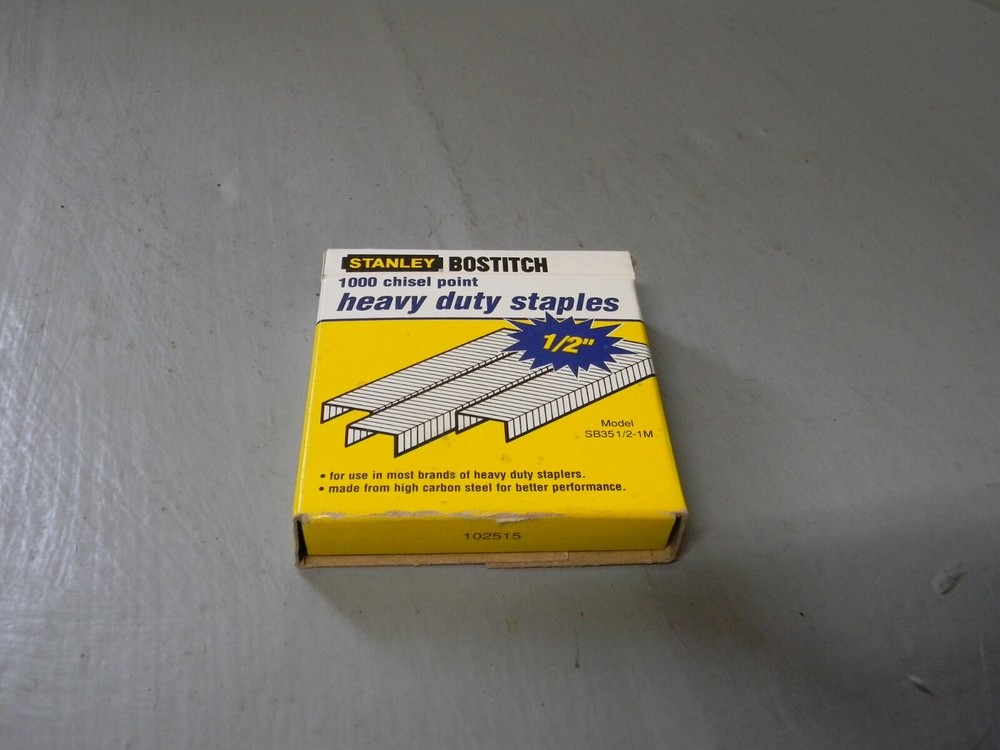 STANLEY BOSTITCH
1000 chisel point
heavy duty staples
1/2"
Model
SB351/2-1M
• for use in most brands of heavy duty staplers.
• made from high carbon steel for better performance.
102515